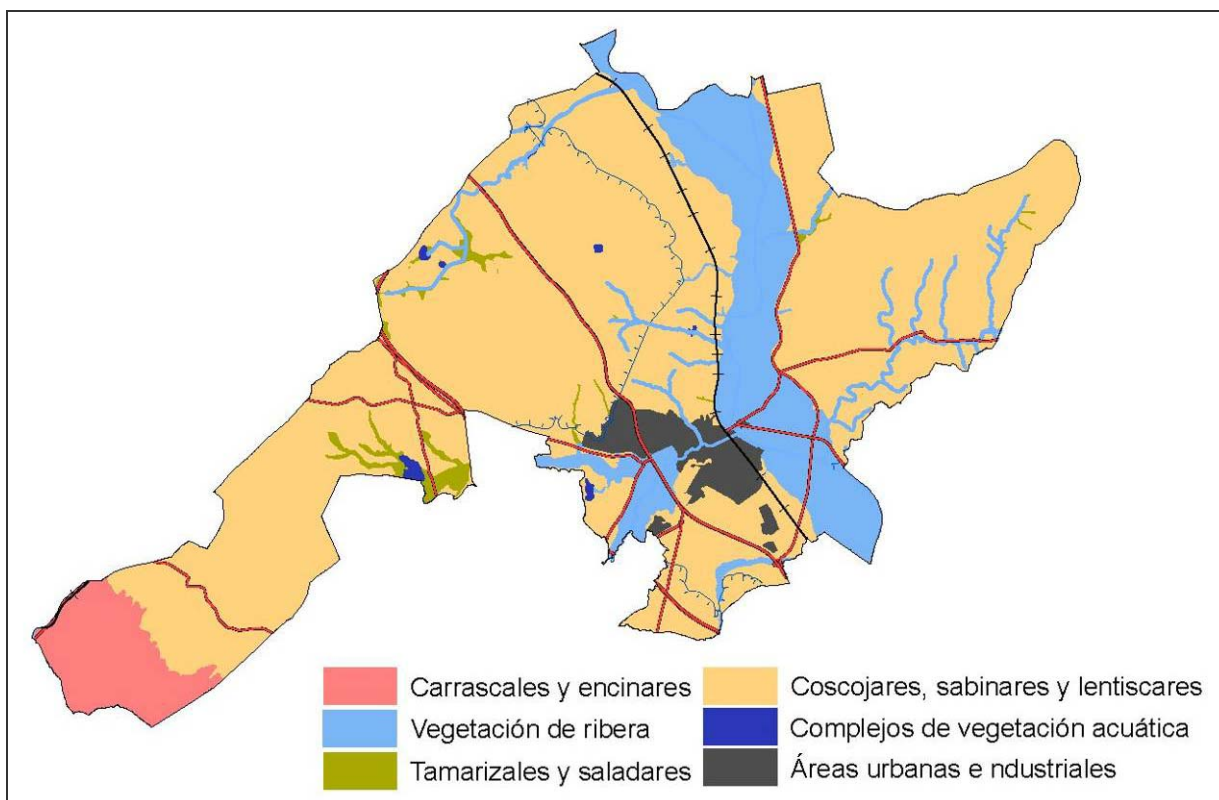 Carrascales y encinares
Vegetación de ribera
Tamarizales y saladares
Coscojares, sabinares y lentiscares
Complejos de vegetación acuática
Áreas urbanas e ndustriales